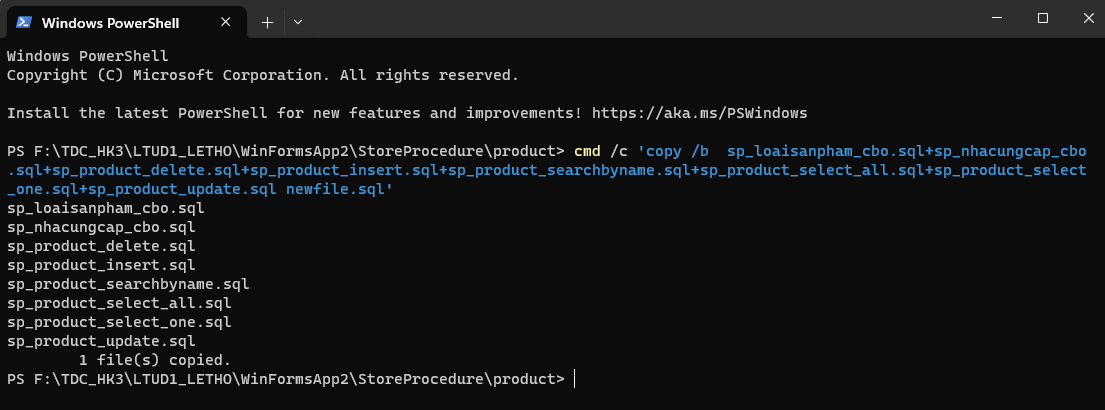 Windows PowerShell
Windows PowerShell
Copyright (C) Microsoft Corporation. All rights reserved.
Install the latest PowerShell for new features and improvements! https://aka.ms/PSWindows
PS F:\TDC_HK3\LTUD1_LETHO\WinFormsApp2\StoreProcedure\product> cmd /c 'copy /b  sp_loaisanpham_cbo.sql+sp_nhacungcap_cbo
.sql+sp_product_delete.sql+sp_product_insert.sql+sp_product_searchbyname.sql+sp_product_select_all.sql+sp_product_select
_one.sql+sp_product_update.sql newfile.sql'
sp_loaisanpham_cbo.sql
sp_nhacungcap_cbo.sql
sp_product_delete.sql
sp_product_insert.sql
sp_product_searchbyname.sql
sp_product_select_all.sql
sp_product_select_one.sql
sp_product_update.sql
        1 file(s) copied.
PS F:\TDC_HK3\LTUD1_LETHO\WinFormsApp2\StoreProcedure\product>